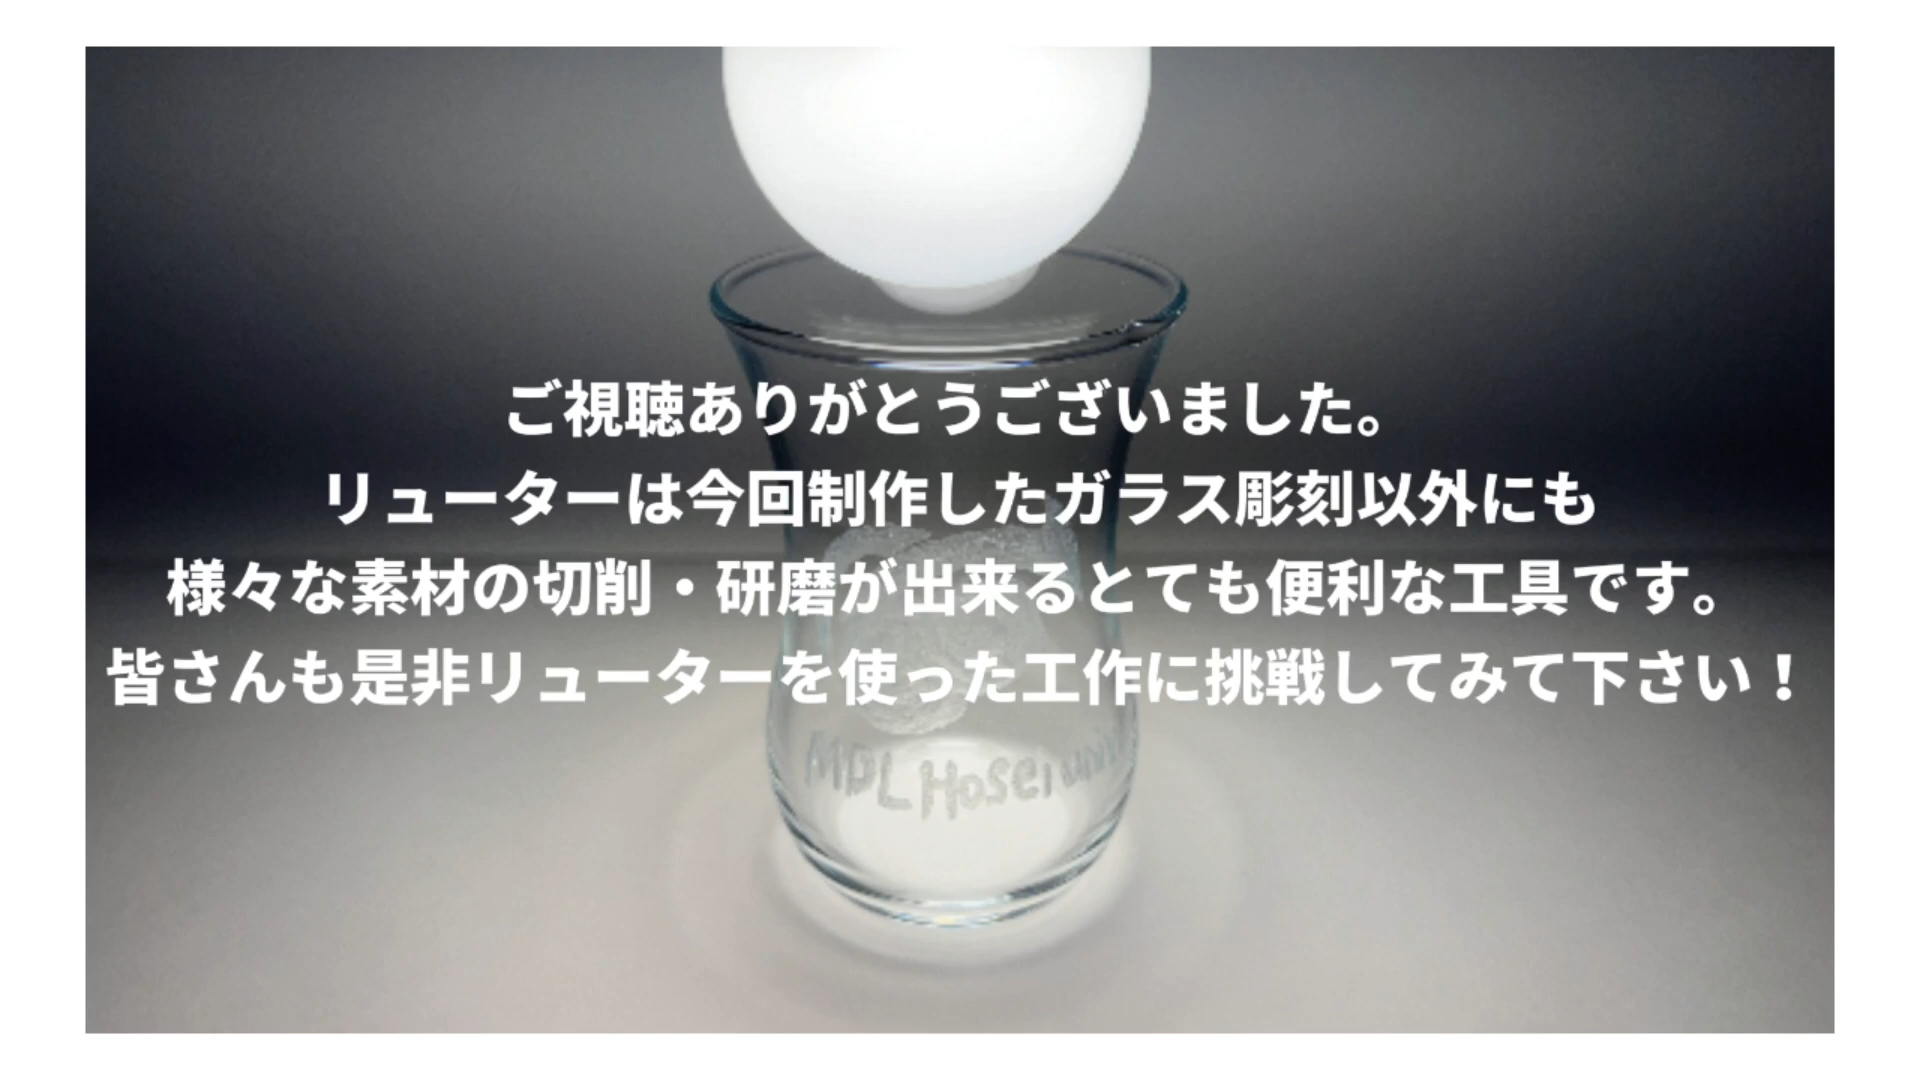 ご視聴ありがとうございました。
リューターは今回制作したガラス彫刻以外にも
様々な素材の切削・研磨が出来るとても便利な工具です。
皆さんも是非リューターを使った工作に挑戦してみて下さい！
MDL Hosei univ